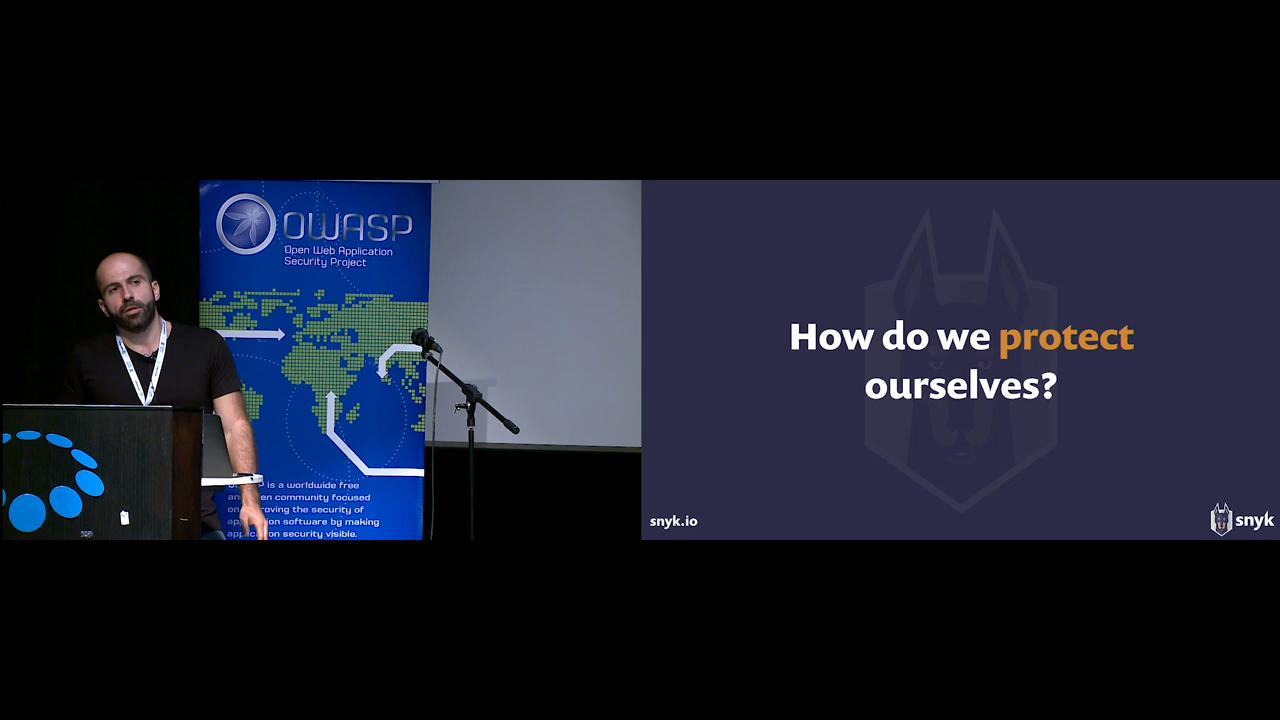 OWASP
Open Web Application
Security Project
is a worldwide free
community focused
the security of
software by making
security visible.
How do we protect
ourselves?
snyk.io
snyk